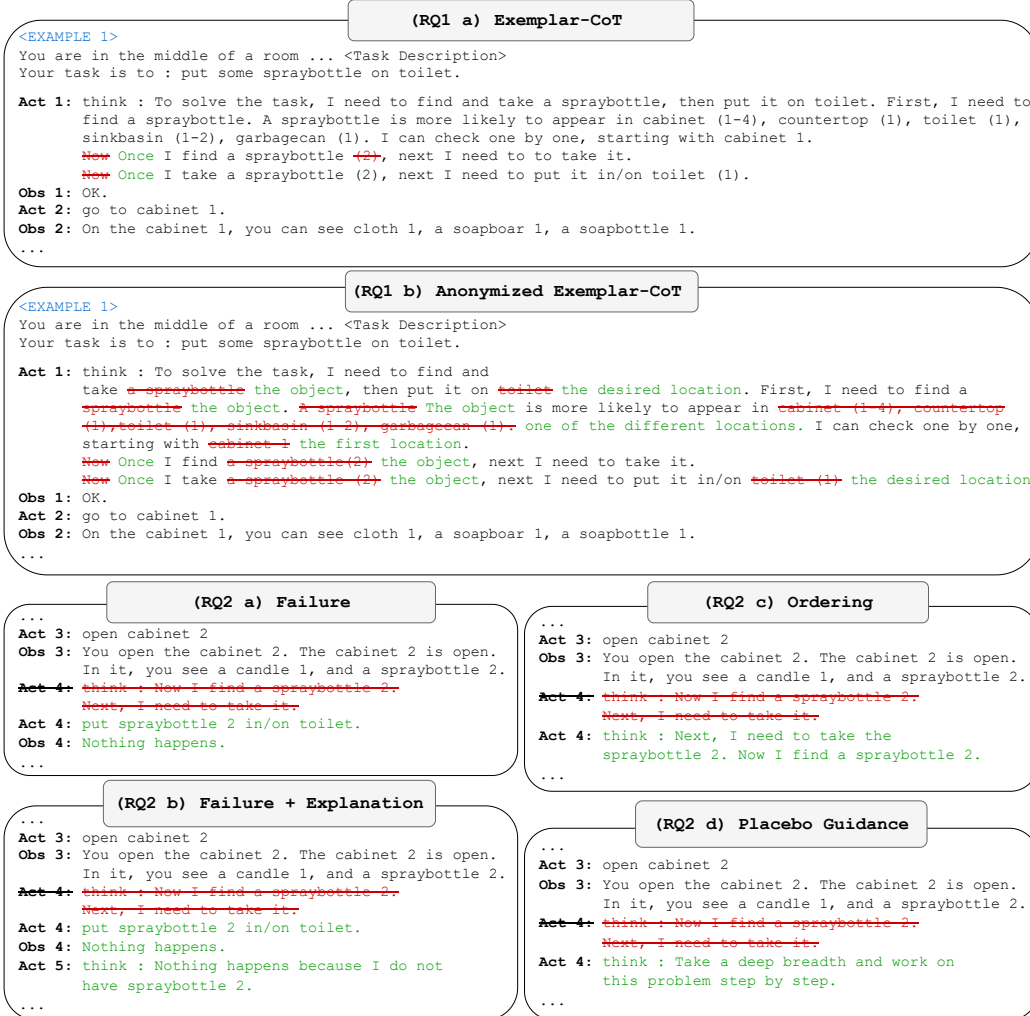 (RQ1 a) Exemplar-CoT
<EXAMPLE 1>
You are in the middle of a room ... <Task Description>
Your task is to : put some spraybottle on toilet.
Act 1: think : To solve the task, I need to find and take a spraybottle, then put it on toilet. First, I need to
find a spraybottle. A spraybottle is more likely to appear in cabinet (1-4), countertop (1), toilet (1),
sinkbasin (1-2), garbagecan (1). I can check one by one, starting with cabinet 1.
Now Once I find a spraybottle (2), next I need to to take it.
Now Once I take a spraybottle (2), next I need to put it in/on toilet (1).
Obs 1: OK.
Act 2: go to cabinet 1.
Obs 2: On the cabinet 1, you can see cloth 1, a soapboar 1, a soapbottle 1.
...
(RQ1 b) Anonymized Exemplar-CoT
<EXAMPLE 1>
You are in the middle of a room ... <Task Description>
Your task is to : put some spraybottle on toilet.
Act 1: think : To solve the task, I need to find and
take a spraybottle the object, then put it on toilet the desired location. First, I need to find a
spraybottle the object. A spraybottle The object is more likely to appear in cabinet (1-4), countertop
(1),toilet (1), sinkbasin (1-2), garbagecan (1). one of the different locations. I can check one by one,
starting with cabinet 1 the first location.
Now Once I find a spraybottle(2) the object, next I need to take it.
Now Once I take a spraybottle (2) the object, next I need to put it in/on toilet (1) the desired location
Obs 1: OK.
Act 2: go to cabinet 1.
Obs 2: On the cabinet 1, you can see cloth 1, a soapboar 1, a soapbottle 1.
...
(RQ2 a) Failure
...
Act 3: open cabinet 2
Obs 3: You open the cabinet 2. The cabinet 2 is open.
In it, you see a candle 1, and a spraybottle 2.
Act 4: think : Now I find a spraybottle 2.
Next, I need to take it.
Act 4: put spraybottle 2 in/on toilet.
Obs 4: Nothing happens.
...
(RQ2 c) Ordering
...
Act 3: open cabinet 2
Obs 3: You open the cabinet 2. The cabinet 2 is open.
In it, you see a candle 1, and a spraybottle 2.
Act 4: think : Now I find a spraybottle 2.
Next, I need to take it.
Act 4: think : Next, I need to take the
spraybottle 2. Now I find a spraybottle 2.
...
(RQ2 b) Failure + Explanation
...
Act 3: open cabinet 2
Obs 3: You open the cabinet 2. The cabinet 2 is open.
In it, you see a candle 1, and a spraybottle 2.
Act 4: think : Now I find a spraybottle 2.
Next, I need to take it.
Act 4: put spraybottle 2 in/on toilet.
Obs 4: Nothing happens.
Act 5: think : Nothing happens because I do not
have spraybottle 2.
...
(RQ2 d) Placebo Guidance
...
Act 3: open cabinet 2
Obs 3: You open the cabinet 2. The cabinet 2 is open.
In it, you see a candle 1, and a spraybottle 2.
Act 4: think : Now I find a spraybottle 2.
Next, I need to take it.
Act 4: think : Take a deep breadth and work on
this problem step by step.
...